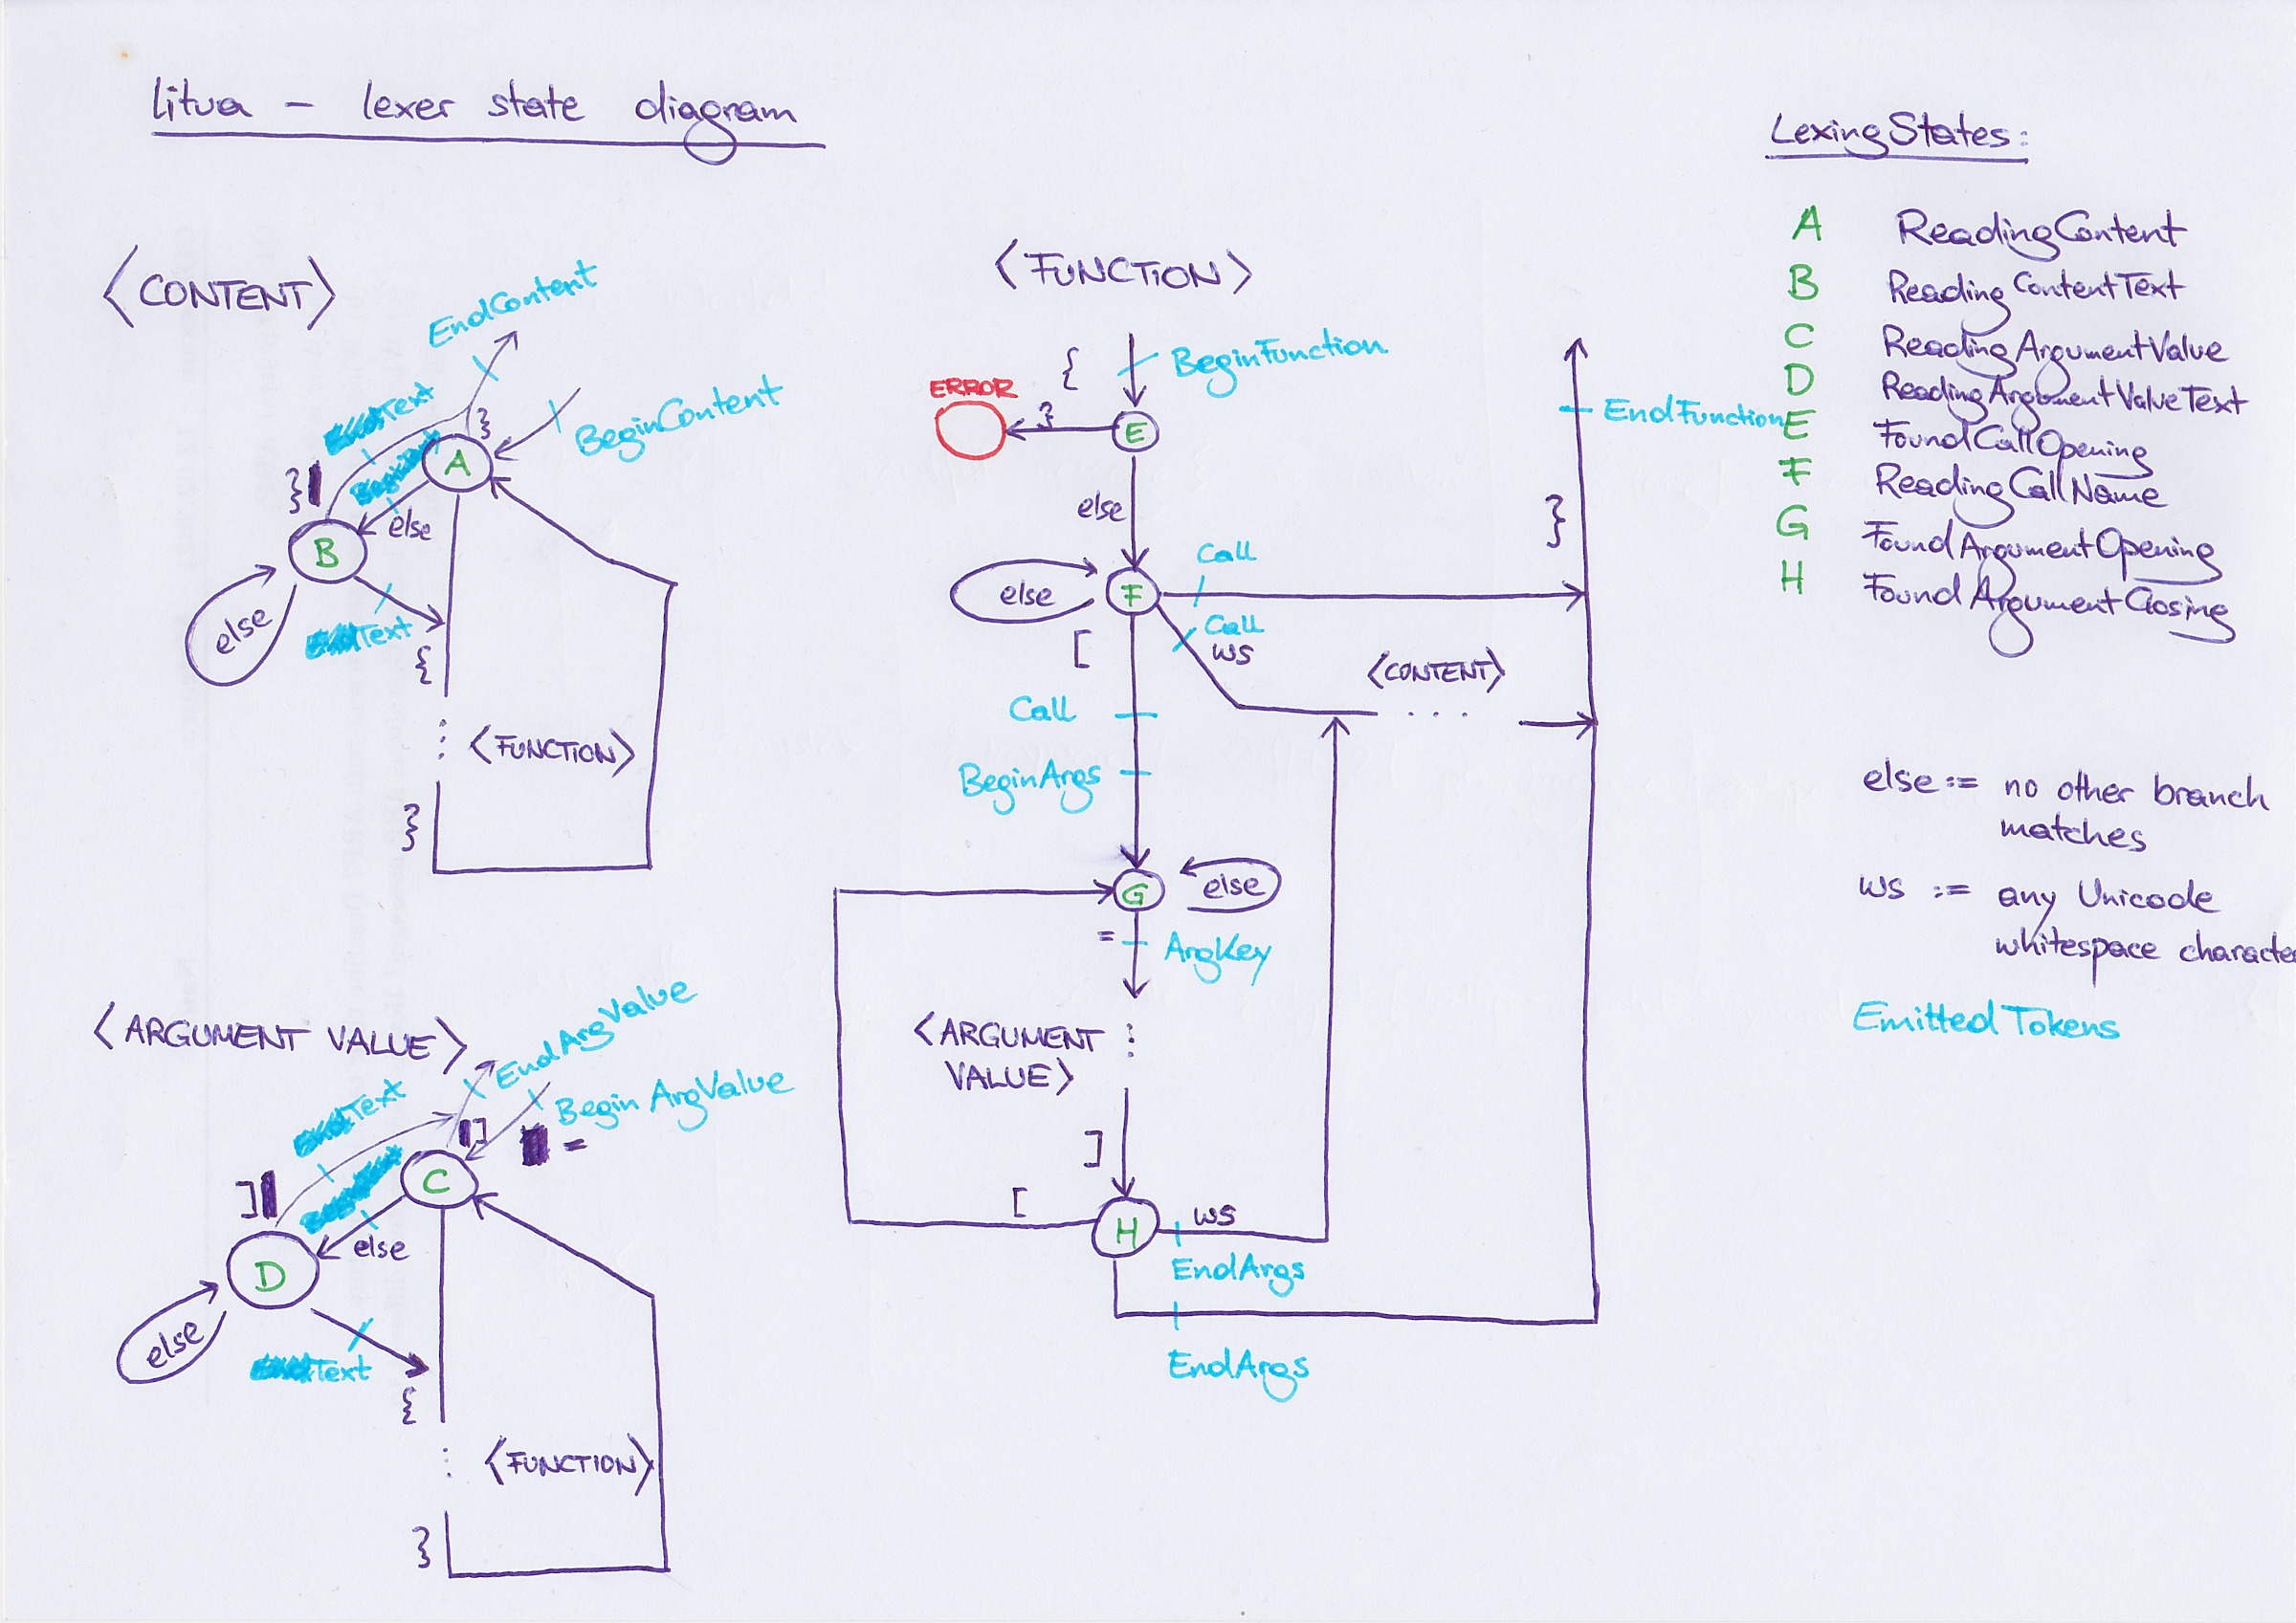 litua – lexer state diagram
Lexing States:
A ReadingContent
B ReadingContentText
C ReadingArgumentValue
D ReadingArgumentValueText
E FoundCallOpening
F ReadingCallName
G FoundArgumentOpening
H FoundArgumentClosing
else := no other branch
matches
ws := any Unicode
whitespace character
Emitted Tokens
<CONTENT>
EndContent
Text
BeginContent
}
A
}
else
B
else
Text
{
<FUNCTION>
}
<ARGUMENT VALUE>
EndArgValue
Begin ArgValue
Text
]
=
]
C
else
D
else
Text
{
<FUNCTION>
}
<FUNCTION>
{
BeginFunction
ERROR
}
E
EndFunction
else
}
Call
else
F
[
Call
ws
<CONTENT>
...
Call
BeginArgs
G
else
=
ArgKey
<ARGUMENT
VALUE>
]
[
H
ws
EndArgs
EndArgs